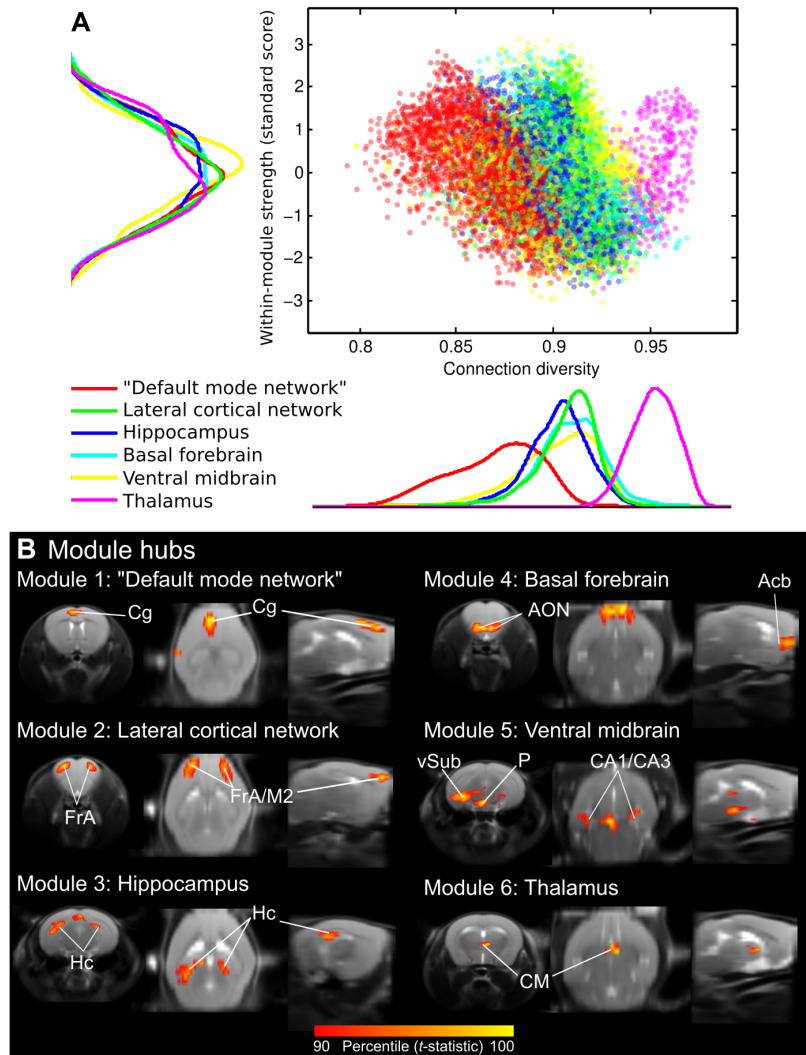 A
Within-module strength (standard score)
3
2
1
0
−1
−2
−3
0.8
0.85
0.9
0.95
Connection diversity
"Default mode network"
Lateral cortical network
Hippocampus
Basal forebrain
Ventral midbrain
Thalamus
B Module hubs
Module 1: "Default mode network"
Cg
Cg
Module 2: Lateral cortical network
FrA
FrA/M2
Module 3: Hippocampus
Hc
Hc
Module 4: Basal forebrain
AON
Acb
Module 5: Ventral midbrain
vSub
P
CA1/CA3
Module 6: Thalamus
CM
90 Percentile (t-statistic) 100